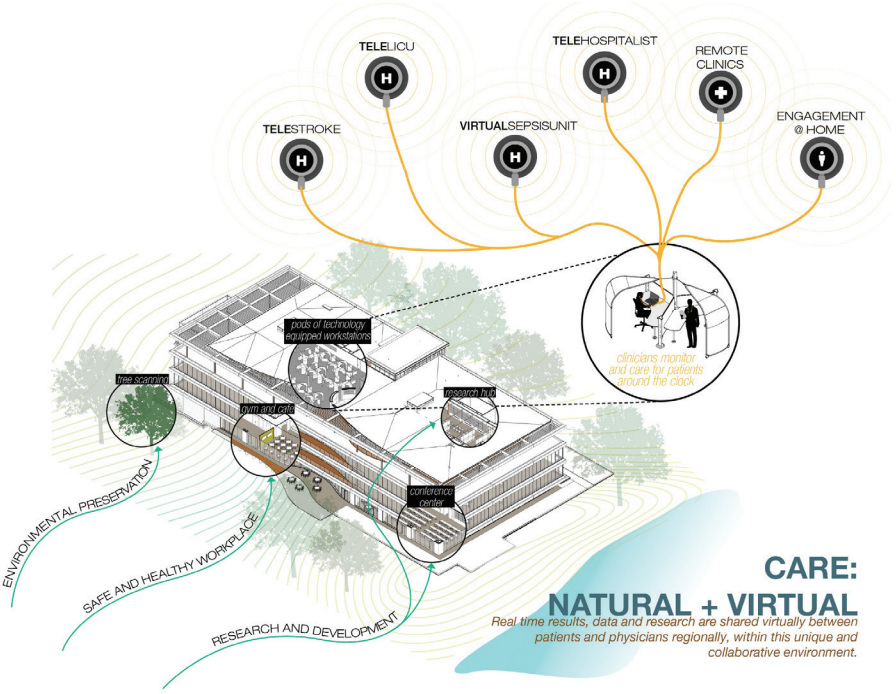 TELEICU
TELEHOSPITALIST
REMOTE
CLINICS
TELESTROKE
VIRTUALSEPSISUNIT
ENGAGEMENT
@ HOME
H
H
H
H
pods of technology
equipped workstations
clinicians monitor
and care for patients
around the clock
tree scanning
gym and cafe
research hub
conference
center
ENVIRONMENTAL PRESERVATION
SAFE AND HEALTHY WORKPLACE
RESEARCH AND DEVELOPMENT
CARE:
NATURAL + VIRTUAL
Real time results, data and research are shared virtually between
patients and physicians regionally, within this unique and
collaborative environment.